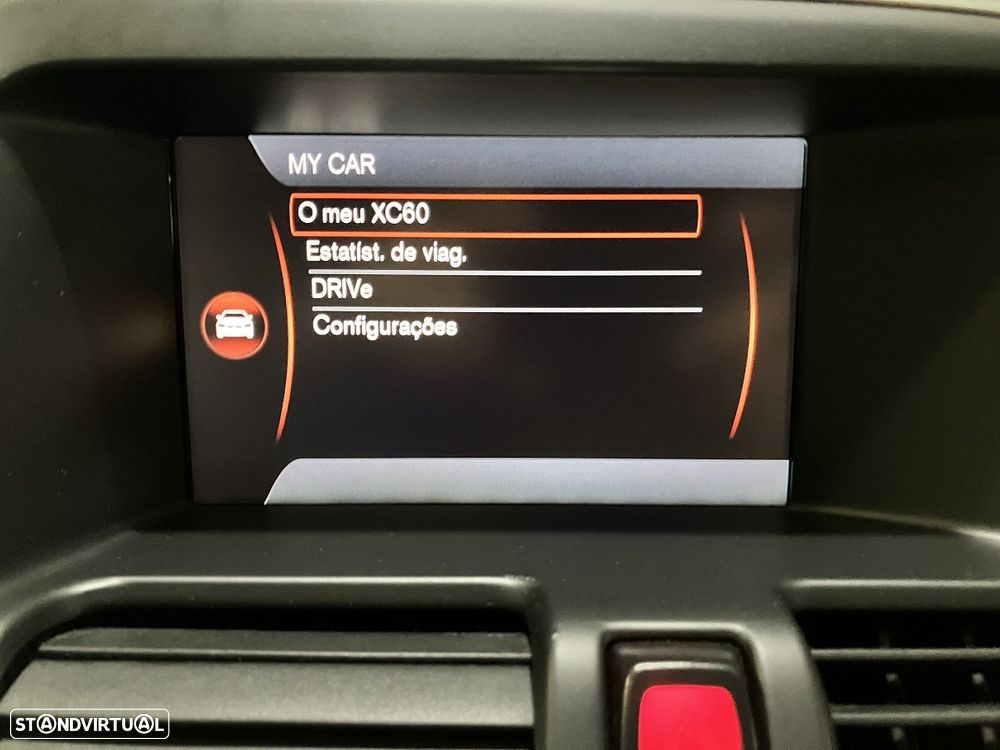 MY CAR
O meu XC60
Estatíst. de viag.
DRIVe
Configurações
STANDVIRTUAL